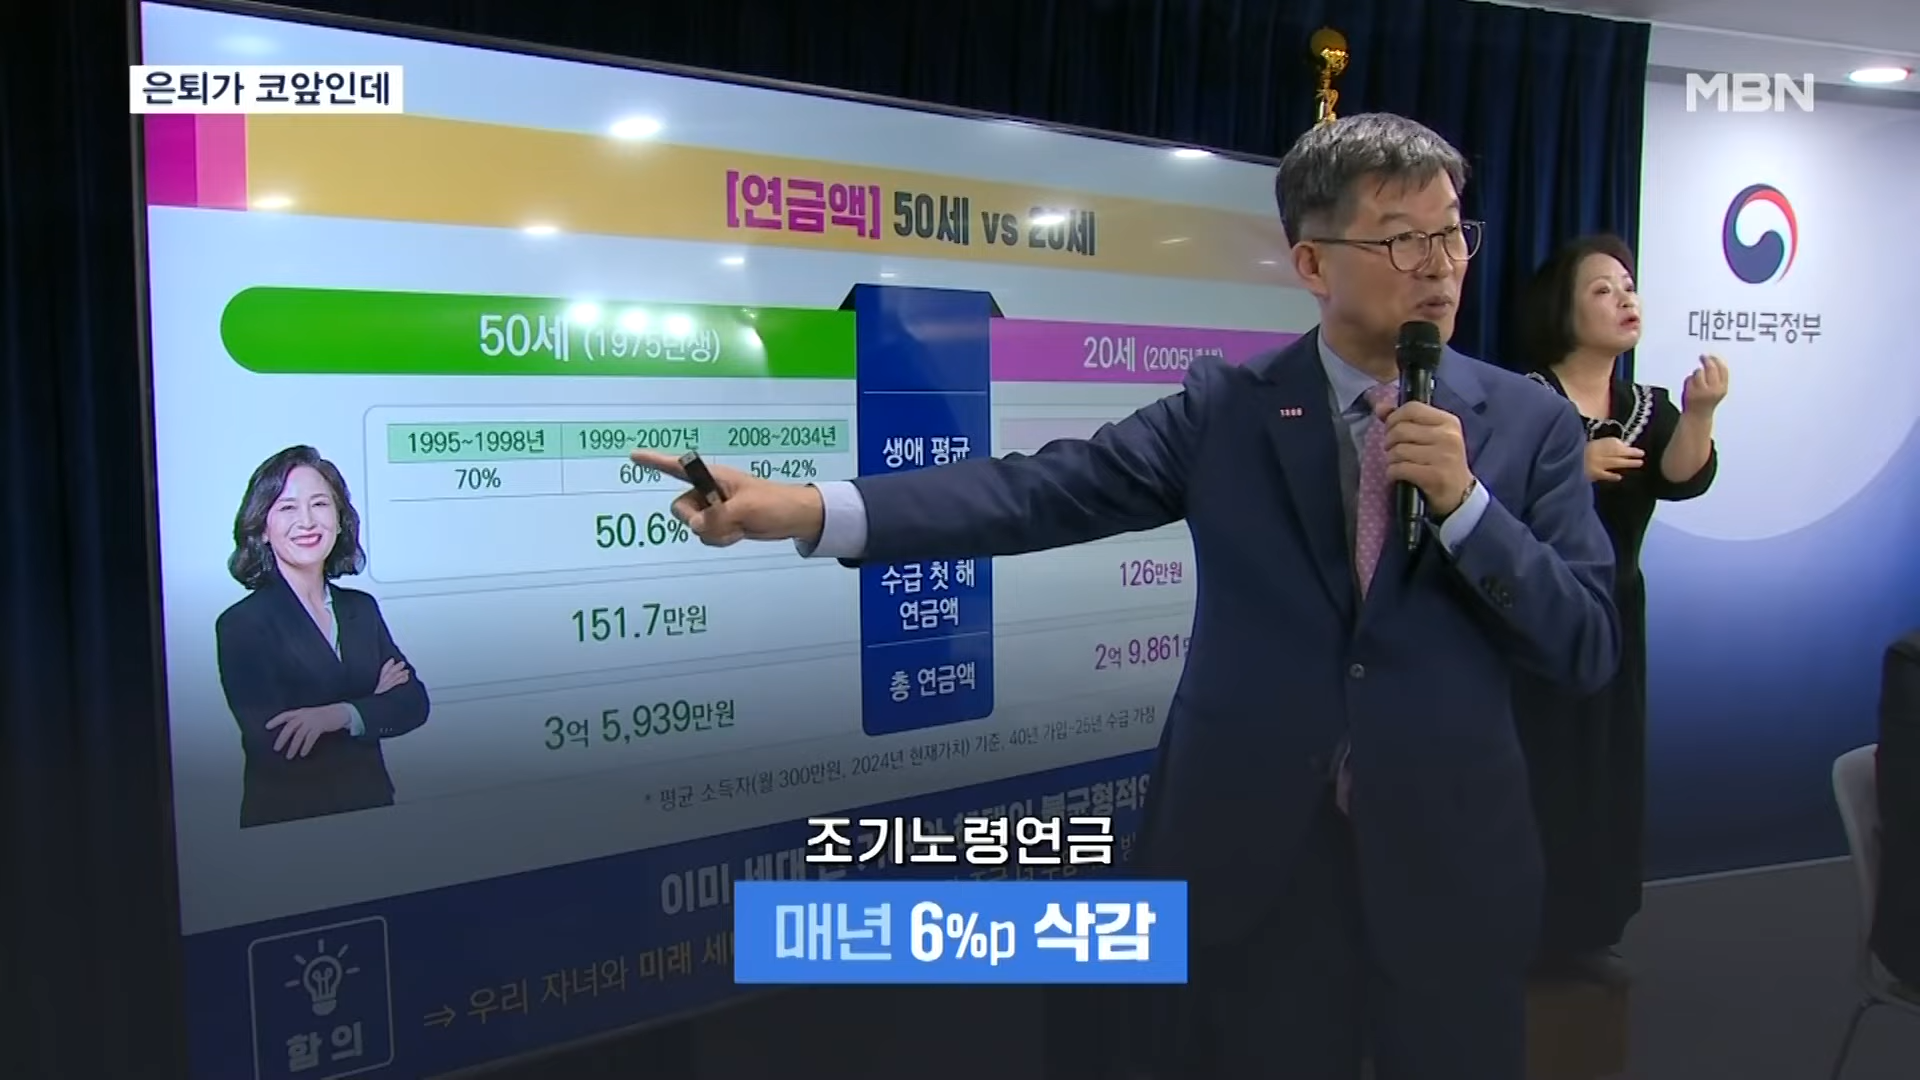 은퇴가 코앞인데
MBN
[연금액] 50세 vs 20세
50세 (1975년생)
20세
대한민국정부
1995~1998년 1999~2007년 2008~2034년
70% 60% 50~42%
생애 평균
50.6%
수급 첫 해
연금액
151.7만원
126만원
총 연금액
3억 5,939만원
2억 9,861
* 평균 소득자(월 300만원, 2024년 현재가치) 기준, 40년 가입~25년 수급 가정
이미
불균형적
조기노령연금
매년 6%p 삭감
함의
⇒ 우리 자녀와 미래